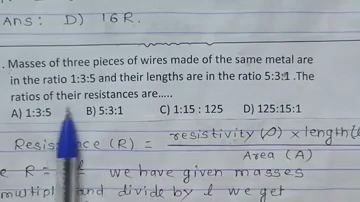 Ans: D) 16R.
. Masses of three pieces of wires made of the same metal are
in the ratio 1:3:5 and their lengths are in the ratio 5:3:1 .The
ratios of their resistances are.....
A) 1:3:5 B) 5:3:1 C) 1:15 : 125 D) 125:15:1
(R) = resistivity (ρ) × length(
Area (A)
R = we have given masses
and divide by l we get